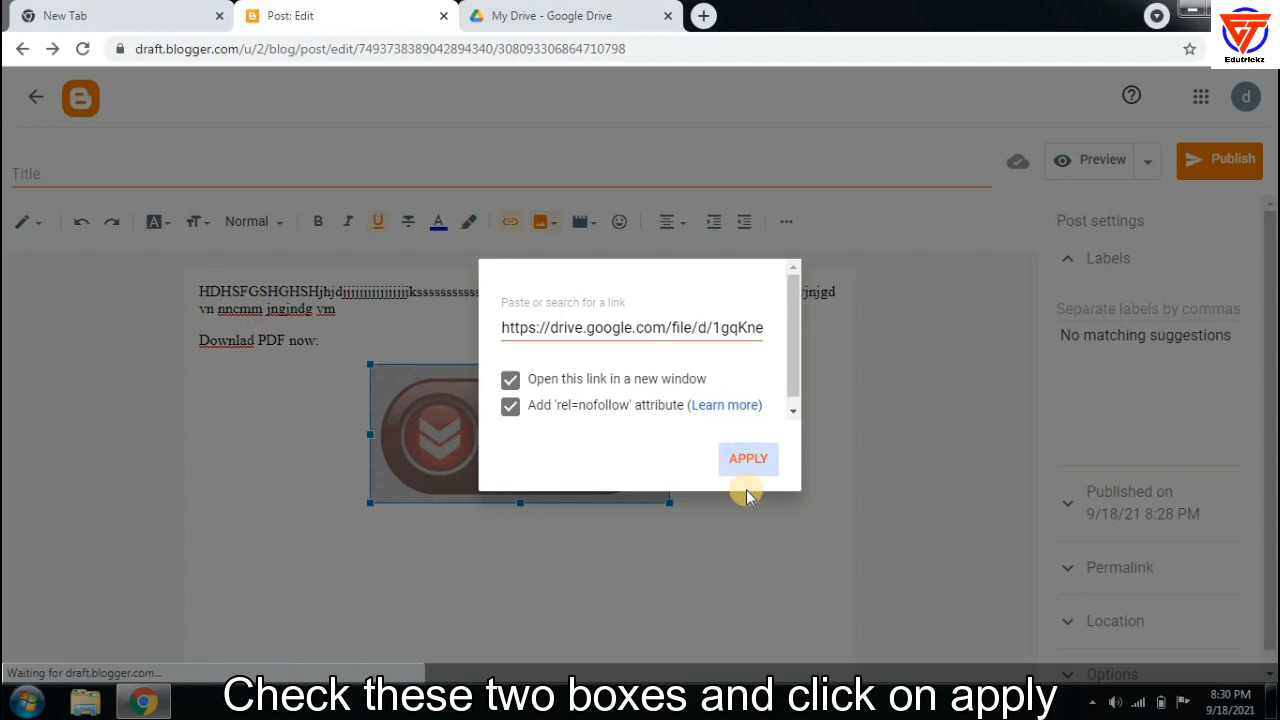 New Tab
Post: Edit
My Drive - Google Drive
Edutrickz
draft.blogger.com/u/2/blog/post/edit/7493738389042894340/308093306864710798
d
Title
Preview
Publish
Normal
Post settings
Labels
Separate labels by commas
No matching suggestions
Paste or search for a link
https://drive.google.com/file/d/1gqKne
Open this link in a new window
Add 'rel=nofollow' attribute (Learn more)
APPLY
vn nncmm jngjndg vm
Downlad PDF now:
Published on
9/18/21 8:28 PM
Permalink
Location
Options
Waiting for draft.blogger.com...
Check these two boxes and click on apply
8:30 PM
9/18/2021